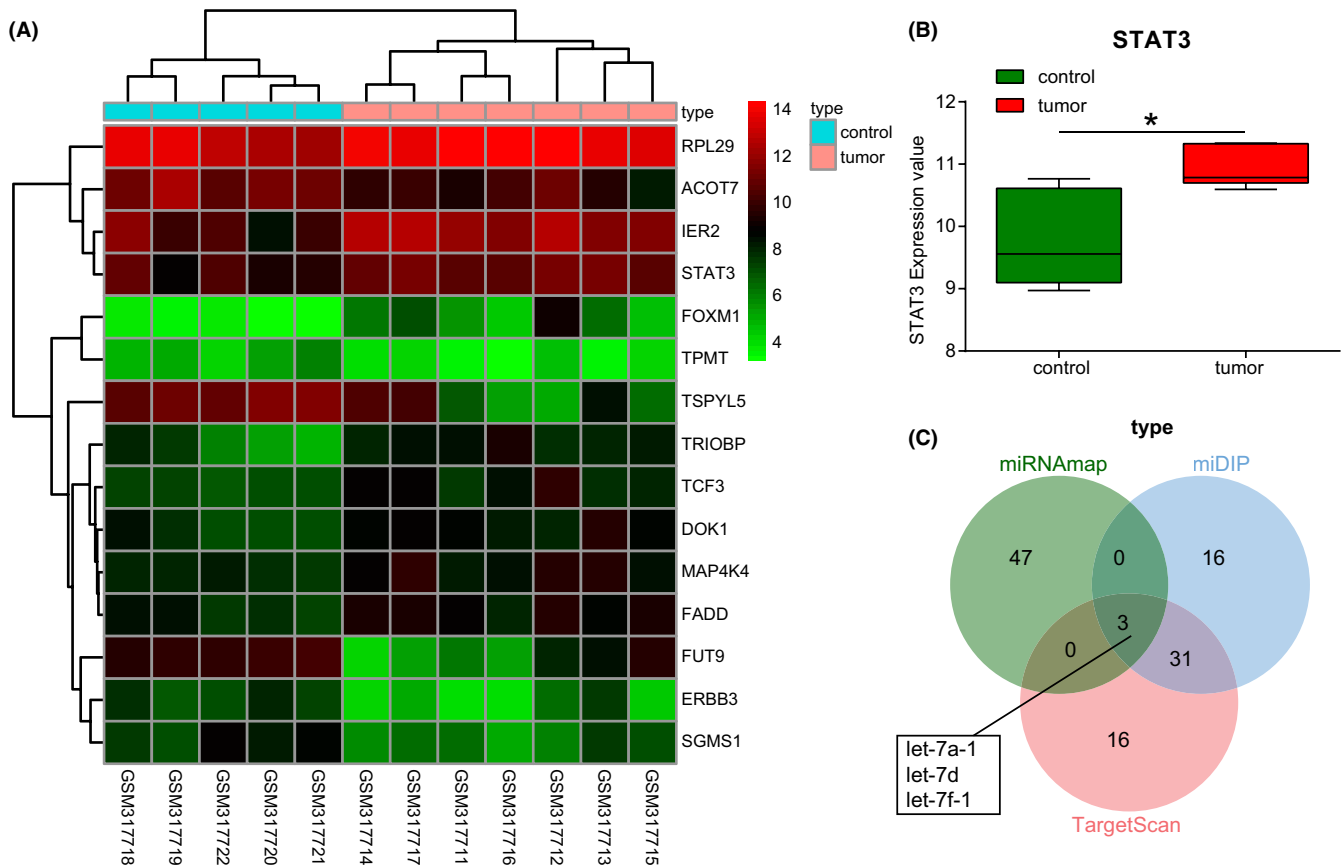 (A)
type
RPL29
ACOT7
IER2
STAT3
FOXM1
TPMT
TSPYL5
TRIOBP
TCF3
DOK1
MAP4K4
FADD
FUT9
ERBB3
SGMS1
GSM317718
GSM317719
GSM317722
GSM317720
GSM317721
GSM317714
GSM317717
GSM317711
GSM317716
GSM317712
GSM317713
GSM317715
14
12
10
8
6
4
type
control
tumor
(B)
STAT3
control
tumor
*
STAT3 Expression value
12
11
10
9
8
control
tumor
type
(C)
miRNAmap
miDIP
47
0
16
3
0
31
16
let-7a-1
let-7d
let-7f-1
TargetScan